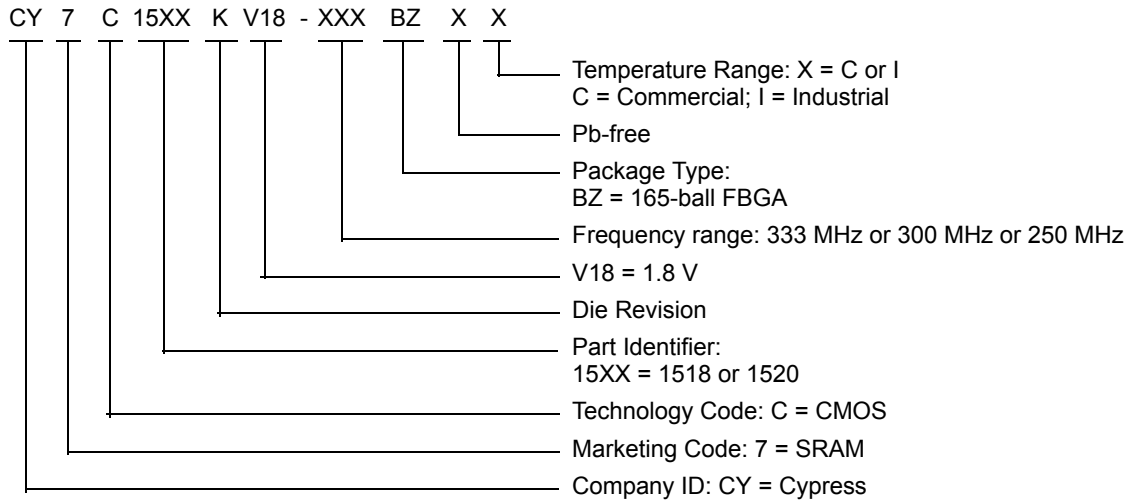 CY 7 C 15XX K V18 - XXX BZ X X
Temperature Range: X = C or I
C = Commercial; I = Industrial
Pb-free
Package Type:
BZ = 165-ball FBGA
Frequency range: 333 MHz or 300 MHz or 250 MHz
V18 = 1.8 V
Die Revision
Part Identifier:
15XX = 1518 or 1520
Technology Code: C = CMOS
Marketing Code: 7 = SRAM
Company ID: CY = Cypress